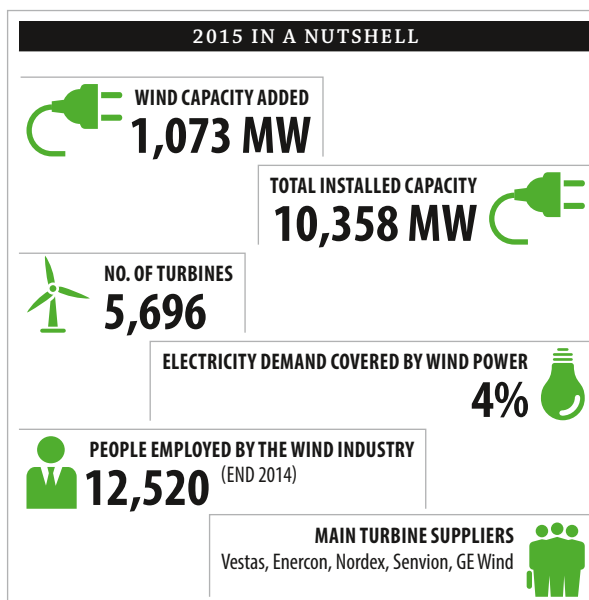 2015 IN A NUTSHELL
WIND CAPACITY ADDED
1,073 MW
TOTAL INSTALLED CAPACITY
10,358 MW
NO. OF TURBINES
5,696
ELECTRICITY DEMAND COVERED BY WIND POWER
4%
PEOPLE EMPLOYED BY THE WIND INDUSTRY
12,520 (END 2014)
MAIN TURBINE SUPPLIERS
Vestas, Enercon, Nordex, Senvion, GE Wind